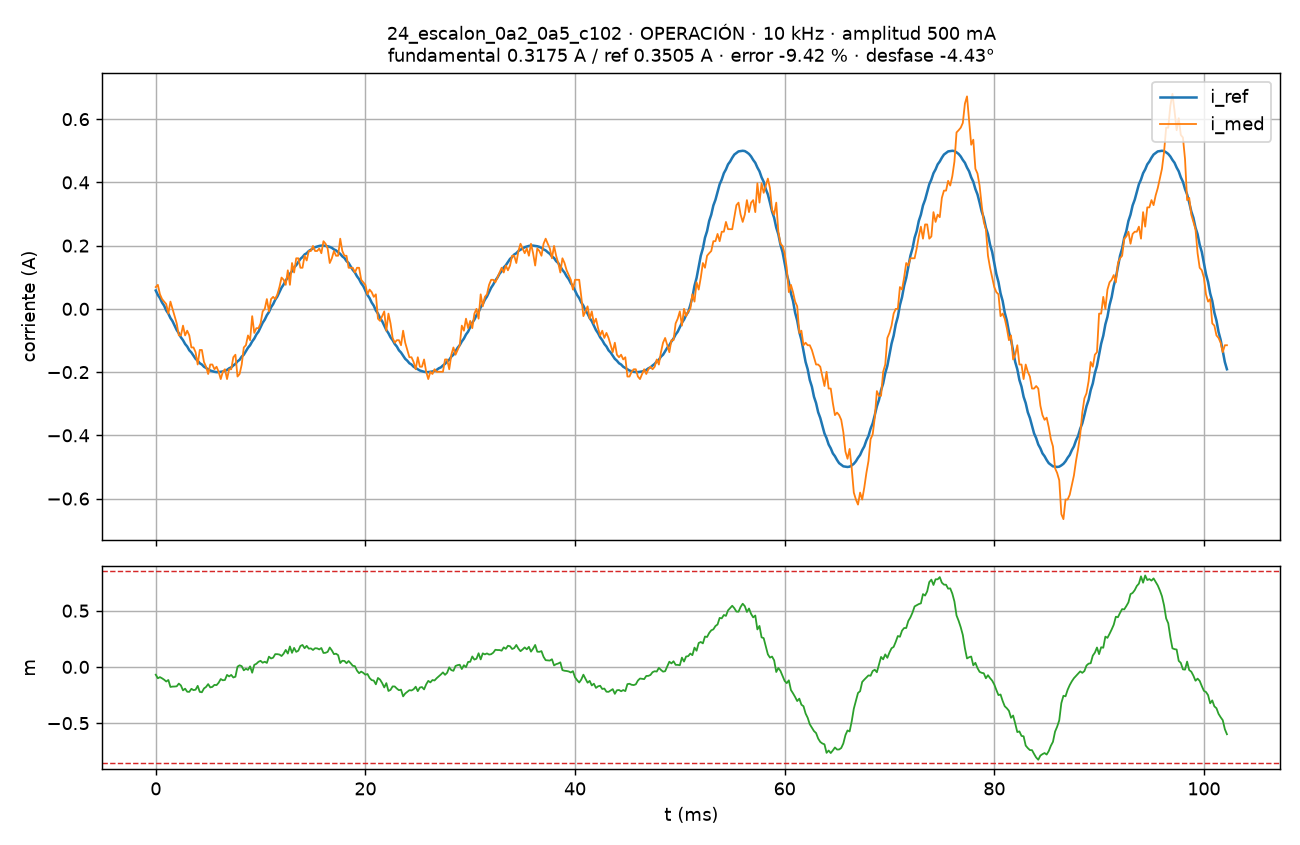 24_escalon_0a2_0a5_c102 · OPERACIÓN · 10 kHz · amplitud 500 mA
fundamental 0.3175 A / ref 0.3505 A · error -9.42 % · desfase -4.43°
i_ref
i_med
corriente (A)
0.6
0.4
0.2
0.0
−0.2
−0.4
−0.6
m
0.5
0.0
−0.5
0 20 40 60 80 100
t (ms)